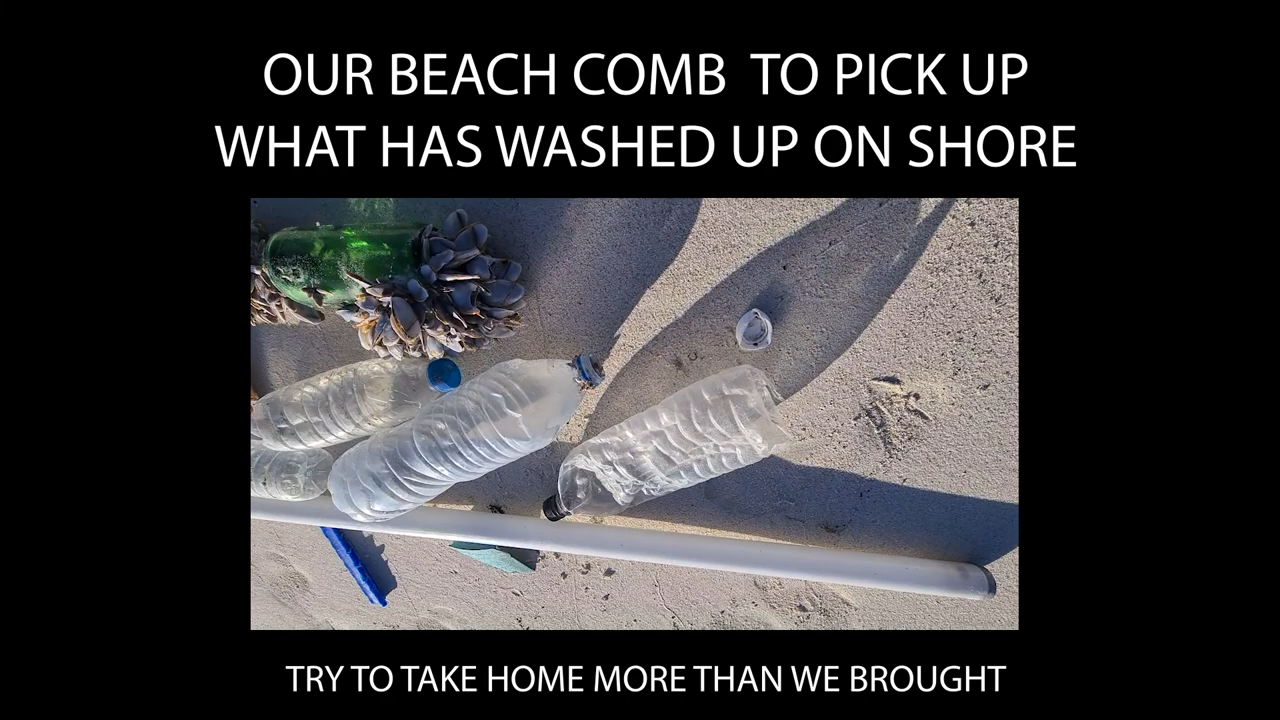 OUR BEACH COMB  TO PICK UP
WHAT HAS WASHED UP ON SHORE
TRY TO TAKE HOME MORE THAN WE BROUGHT